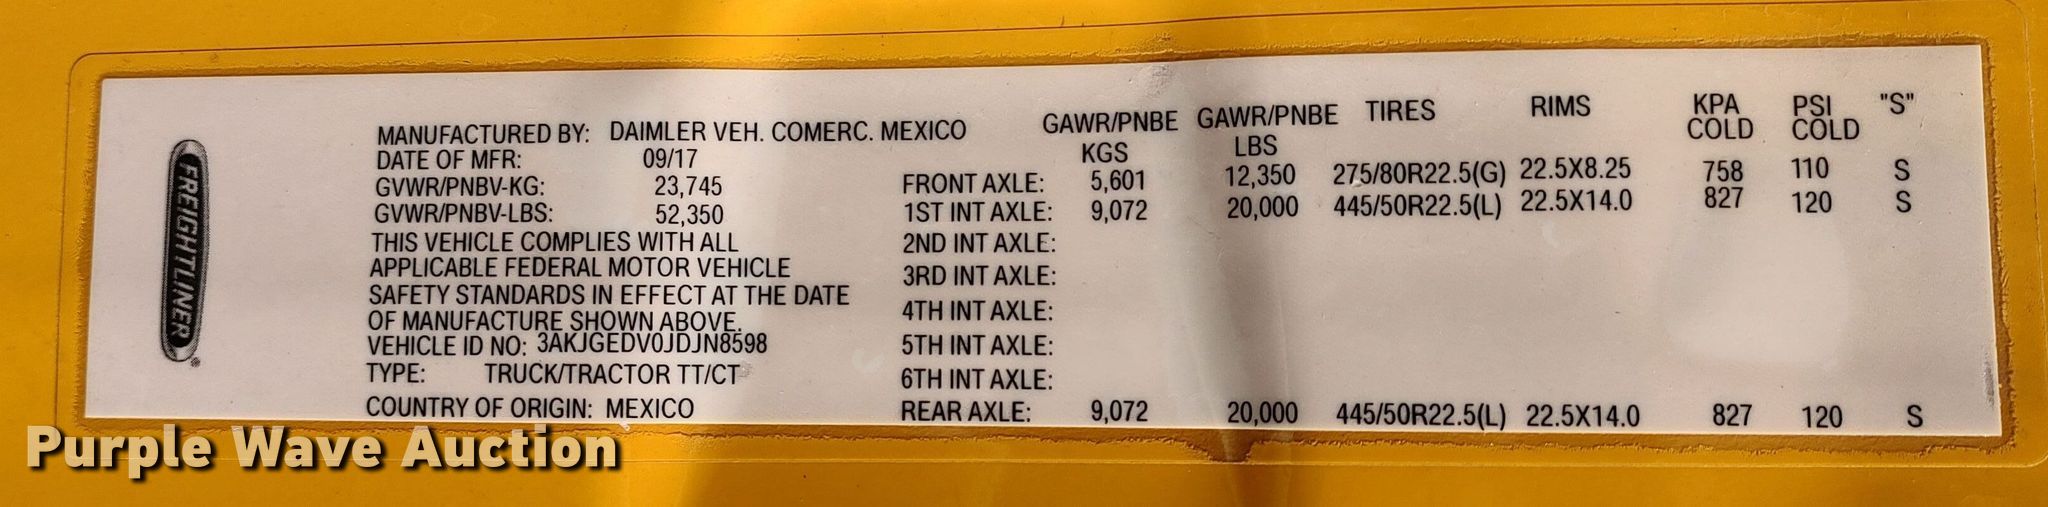 FREIGHTLINER
MANUFACTURED BY: DAIMLER VEH. COMERC. MEXICO
DATE OF MFR: 09/17
GVWR/PNBV-KG: 23,745
GVWR/PNBV-LBS: 52,350
THIS VEHICLE COMPLIES WITH ALL
APPLICABLE FEDERAL MOTOR VEHICLE
SAFETY STANDARDS IN EFFECT AT THE DATE
OF MANUFACTURE SHOWN ABOVE.
VEHICLE ID NO: 3AKJGEDV0JDJN8598
TYPE: TRUCK/TRACTOR TT/CT
COUNTRY OF ORIGIN: MEXICO
GAWR/PNBE GAWR/PNBE TIRES RIMS KPA PSI "S"
KGS LBS COLD COLD
FRONT AXLE: 5,601 12,350 275/80R22.5(G) 22.5X8.25 758 110 S
1ST INT AXLE: 9,072 20,000 445/50R22.5(L) 22.5X14.0 827 120 S
2ND INT AXLE:
3RD INT AXLE:
4TH INT AXLE:
5TH INT AXLE:
6TH INT AXLE:
REAR AXLE: 9,072 20,000 445/50R22.5(L) 22.5X14.0 827 120 S
Purple Wave Auction